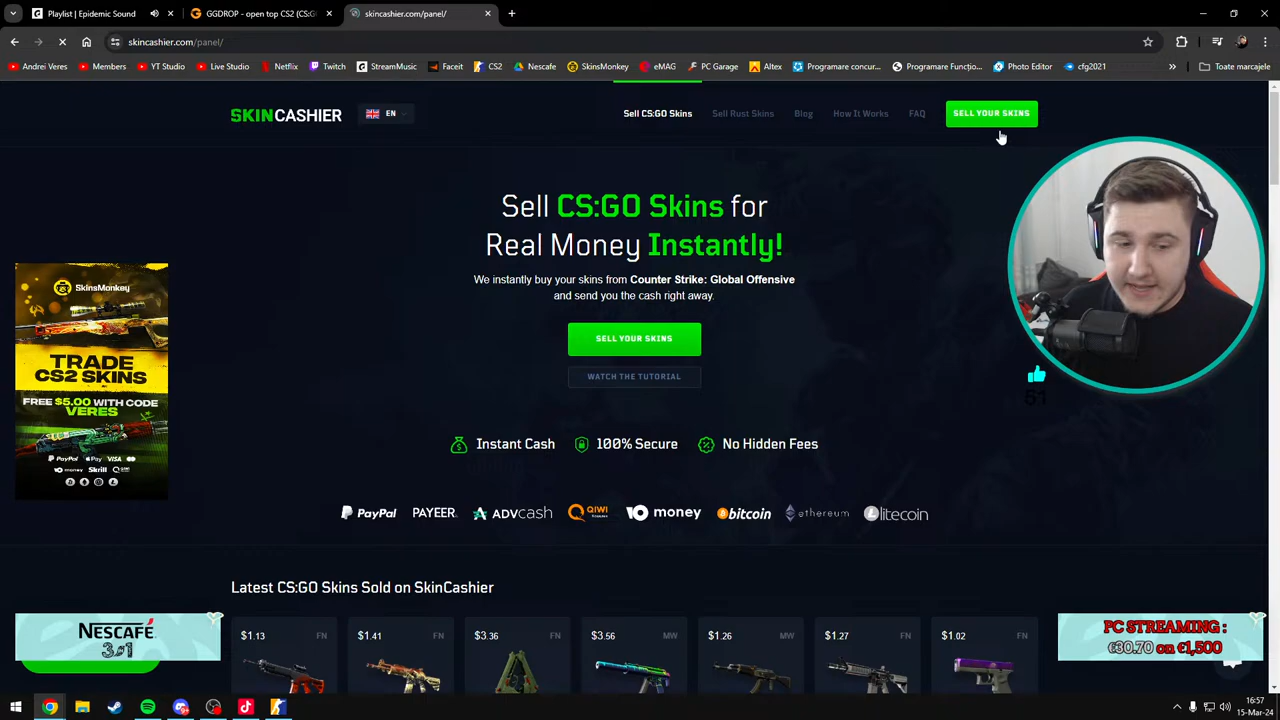 Playlist | Epidemic Sound
GGDROP - open top CS2 (CS:GO
skincashier.com/panel/
skincashier.com/panel/
Andrei Veres
Members
YT Studio
Live Studio
Netflix
Twitch
StreamMusic
Faceit
CS2
Nescafe
SkinsMonkey
eMAG
PC Garage
Altex
Programare concur...
Programare Funcțio...
Photo Editor
cfg2021
Toate marcajele
SKINCASHIER
EN
Sell CS:GO Skins
Sell Rust Skins
Blog
How It Works
FAQ
SELL YOUR SKINS
Sell CS:GO Skins for
Real Money Instantly!
We instantly buy your skins from Counter Strike: Global Offensive
and send you the cash right away.
SELL YOUR SKINS
WATCH THE TUTORIAL
Instant Cash
100% Secure
No Hidden Fees
PayPal
PAYEER
ADVcash
QIWI
money
bitcoin
ethereum
litecoin
SkinsMonkey
TRADE
CS2 SKINS
FREE $5.00 WITH CODE
VERES
PayPal
Pay
VISA
money
Skrill
QIWI
51
Latest CS:GO Skins Sold on SkinCashier
$1.13 FN
$1.41 FN
$3.36 FN
$3.56 MW
$1.26 MW
$1.27 FN
$1.02 FN
NESCAFÉ
3in1
PC STREAMING :
€30.70 on €1,500
16:57
15-Mar-24